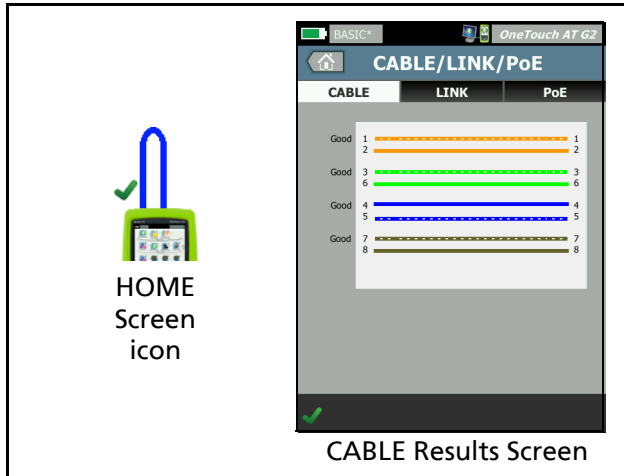 BASIC*
OneTouch AT G2
CABLE/LINK/PoE
CABLE LINK PoE
Good 1 1
2 2
Good 3 3
6 6
Good 4 4
5 5
Good 7 7
8 8
HOME
Screen
icon
CABLE Results Screen